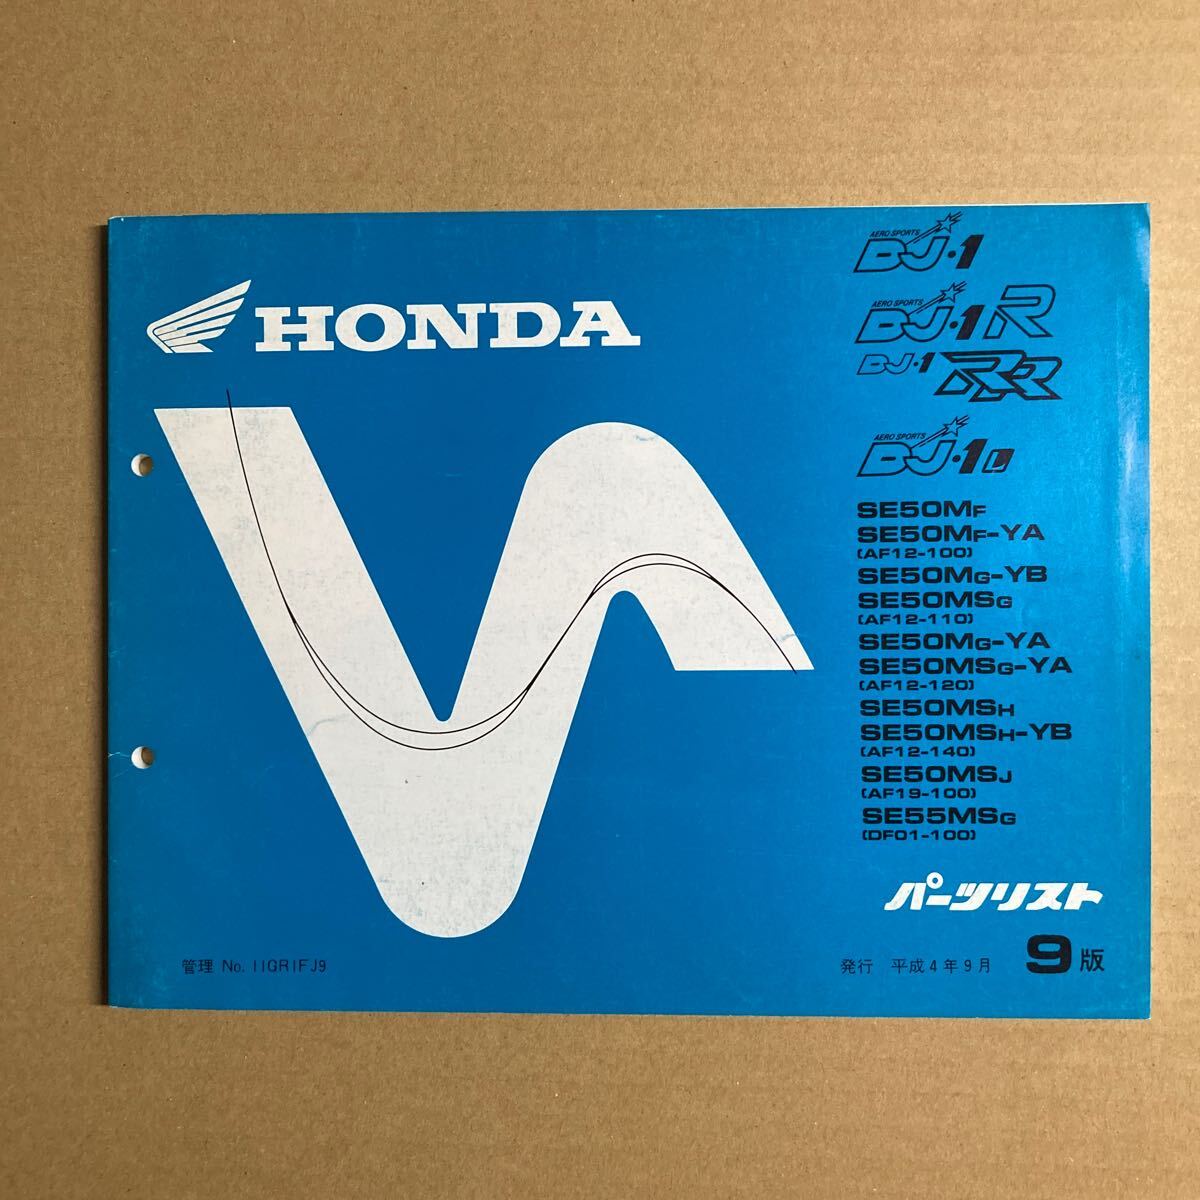 HONDA
AERO SPORTS
DJ·1
AERO SPORTS
DJ·1R
DJ·1RR
AERO SPORTS
DJ·1L
SE50MF
SE50MF-YA
(AF12-100)
SE50MG-YB
SE50MSG
(AF12-110)
SE50MG-YA
SE50MSG-YA
(AF12-120)
SE50MSH
SE50MSH-YB
(AF12-140)
SE50MSJ
(AF19-100)
SE55MSG
(DF01-100)
パーツリスト
管理 No. 11GR1FJ9
発行 平成4年9月 9版